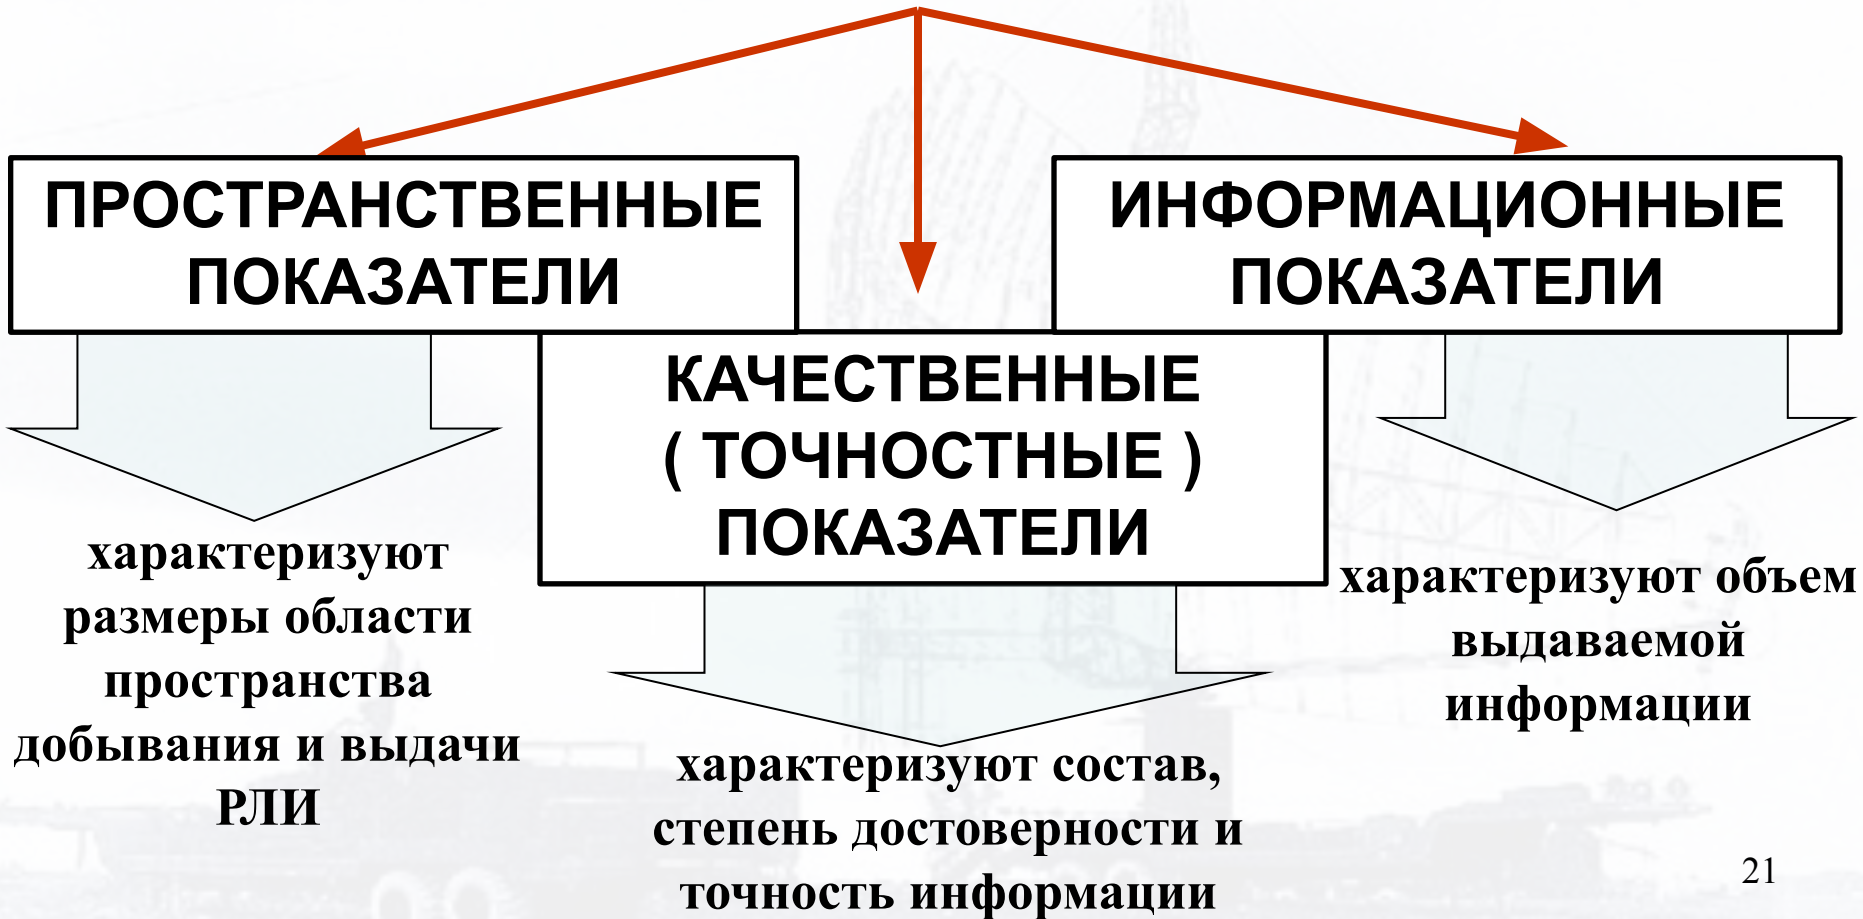 ПРОСТРАНСТВЕННЫЕ
ПОКАЗАТЕЛИ
характеризуют
размеры области
пространства
добывания и выдачи
РЛИ
КАЧЕСТВЕННЫЕ
( ТОЧНОСТНЫЕ )
ПОКАЗАТЕЛИ
характеризуют состав,
степень достоверности и
точность информации
ИНФОРМАЦИОННЫЕ
ПОКАЗАТЕЛИ
характеризуют объем
выдаваемой
информации
21